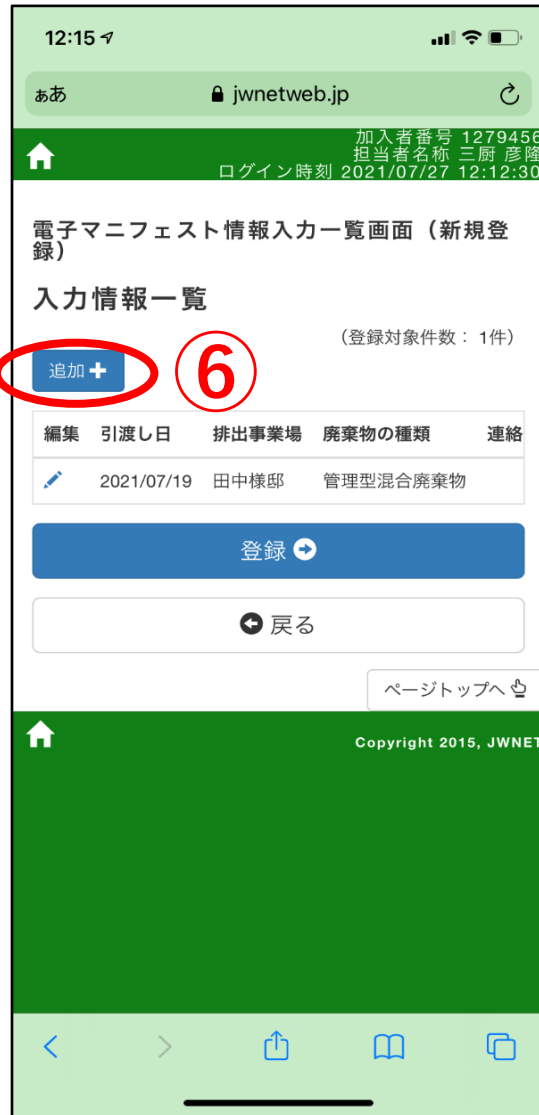 12:15
ぁあ jwnetweb.jp
加入者番号 1279456
担当者名称 三厨 彦隆
ログイン時刻 2021/07/27 12:12:30
電子マニフェスト情報入力一覧画面（新規登
録）
入力情報一覧
（登録対象件数： 1件）
追加
⑥
編集 引渡し日 排出事業場 廃棄物の種類 連絡
2021/07/19 田中様邸 管理型混合廃棄物
登録
戻る
ページトップへ
Copyright 2015, JWNET